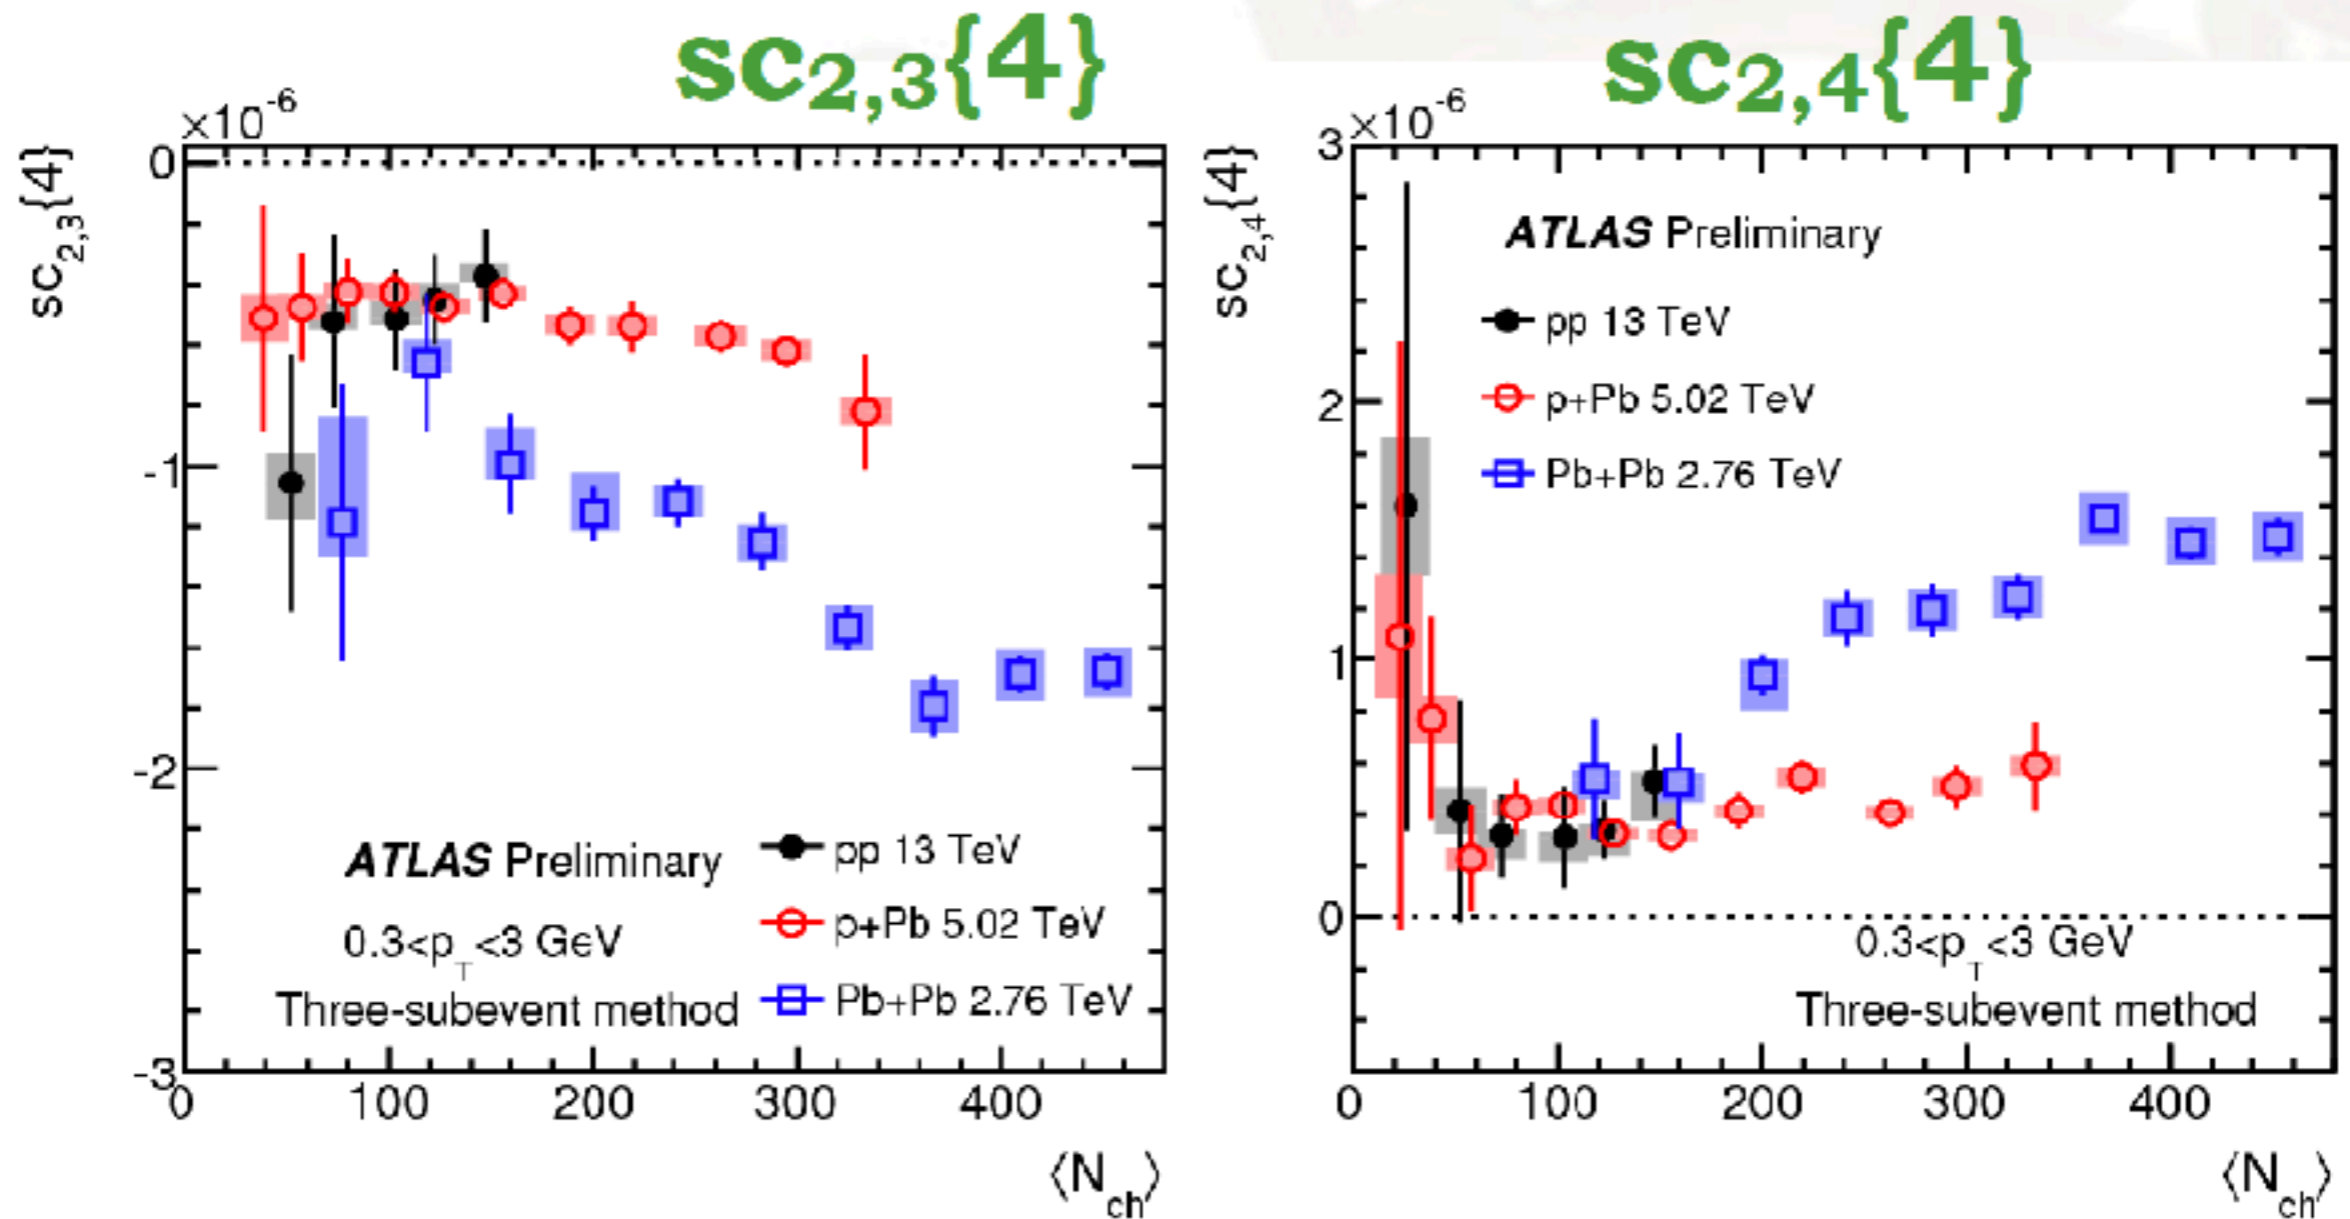 sc2,3{4}
×10-6
sc2,3{4}
0
-1
-2
-3
ATLAS Preliminary
0.3<pT<3 GeV
Three-subevent method
pp 13 TeV
p+Pb 5.02 TeV
Pb+Pb 2.76 TeV
0 100 200 300 400
⟨Nch⟩
sc2,4{4}
×10-6
sc2,4{4}
3
2
1
0
ATLAS Preliminary
pp 13 TeV
p+Pb 5.02 TeV
Pb+Pb 2.76 TeV
0.3<pT<3 GeV
Three-subevent method
0 100 200 300 400
⟨Nch⟩